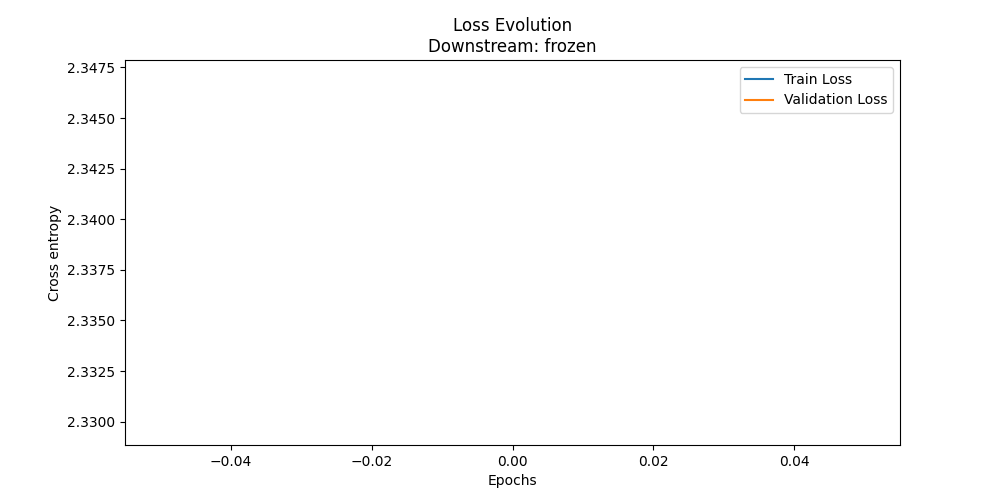 Loss Evolution
Downstream: frozen
Train Loss
Validation Loss
Cross entropy
2.3475
2.3450
2.3425
2.3400
2.3375
2.3350
2.3325
2.3300
−0.04
−0.02
0.00
0.02
0.04
Epochs